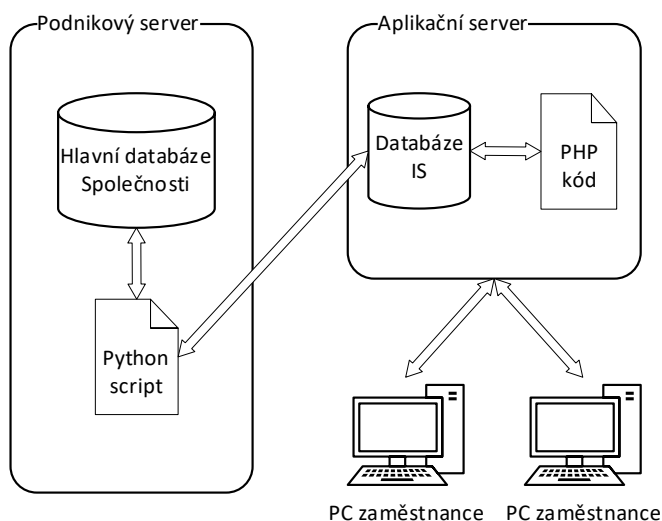 Podnikový server
Hlavní databáze
Společnosti
Python
script
Aplikační server
Databáze
IS
PHP
kód
PC zaměstnance
PC zaměstnance